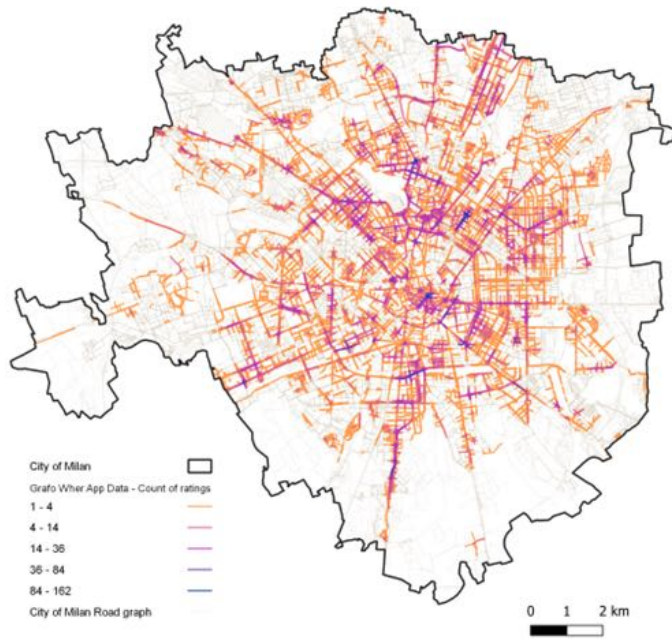 City of Milan
Grafo Wher App Data - Count of ratings
1 - 4
4 - 14
14 - 36
36 - 84
84 - 162
City of Milan Road graph
0 1 2 km